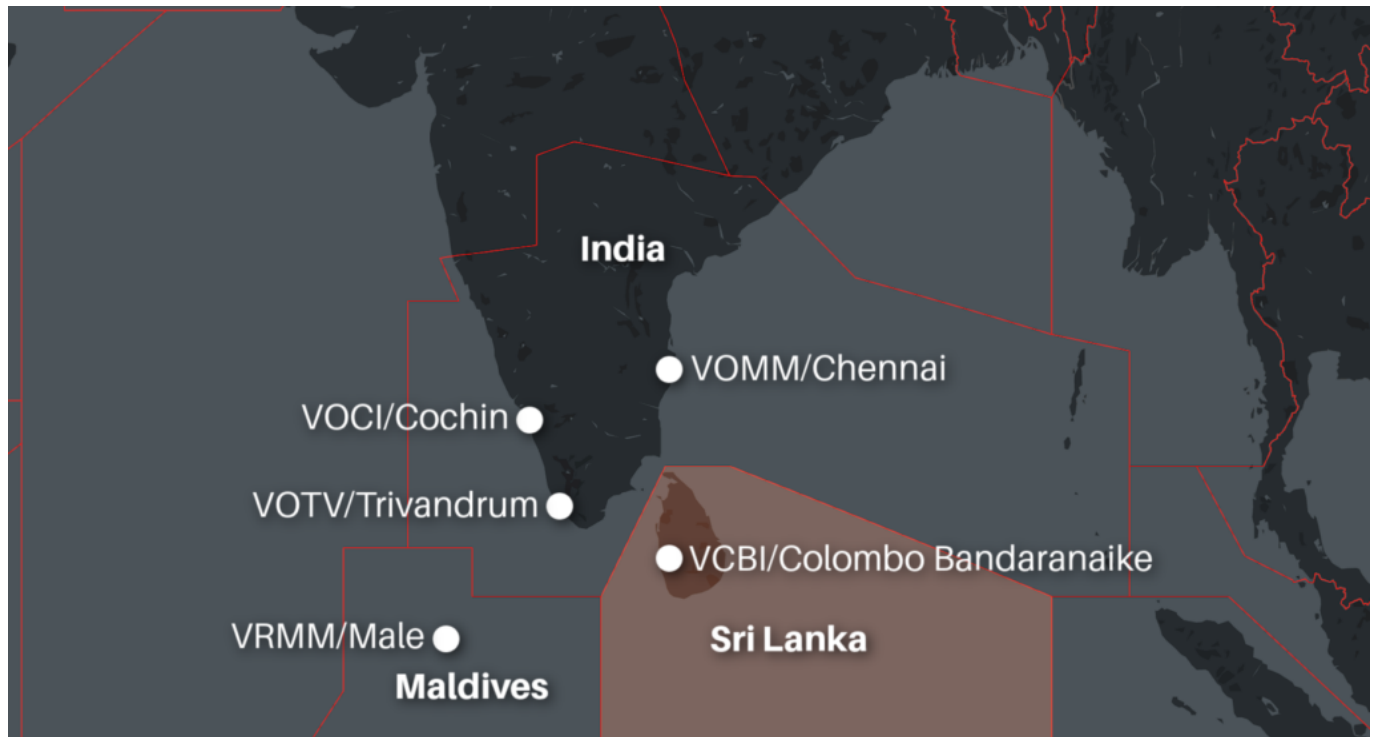 India
VOMM/Chennai
VOCI/Cochin
VOTV/Trivandrum
VCBI/Colombo Bandaranaike
VRMM/Male
Sri Lanka
Maldives